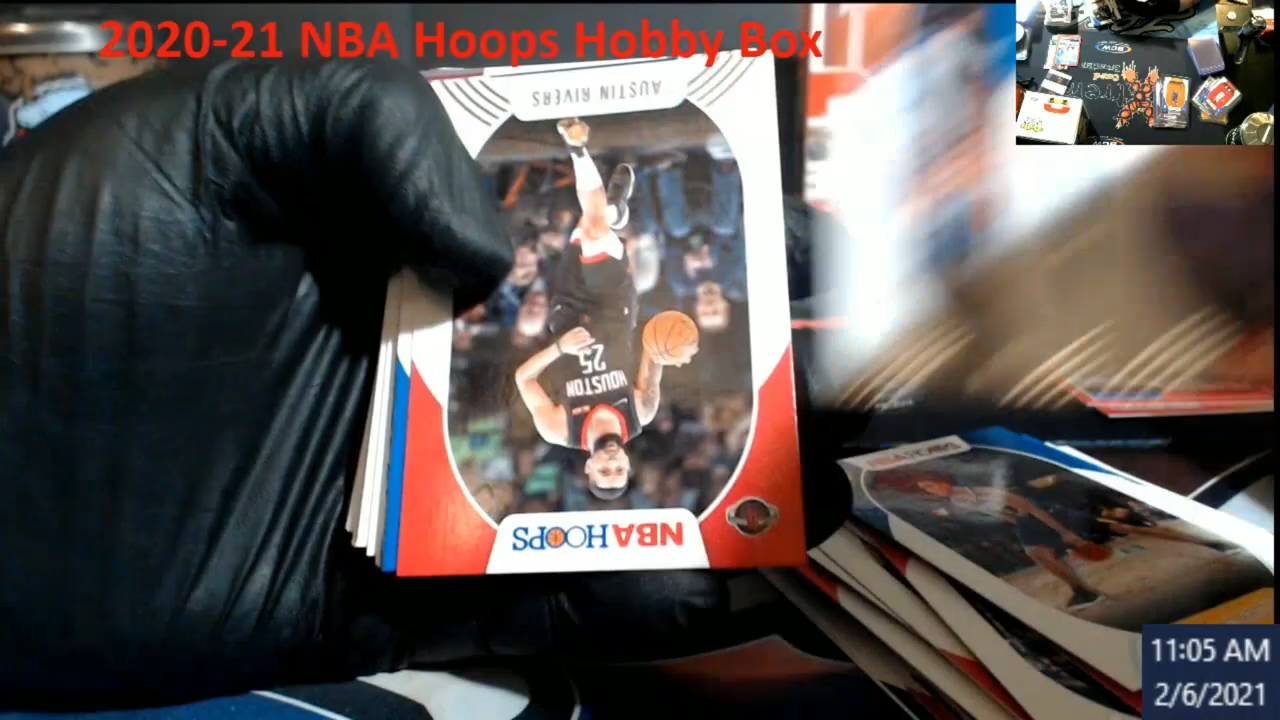 2020-21 NBA Hoops Hobby Box
AUSTIN RIVERS
25
HOUSTON
NBA HOOPS
11:05 AM
2/6/2021